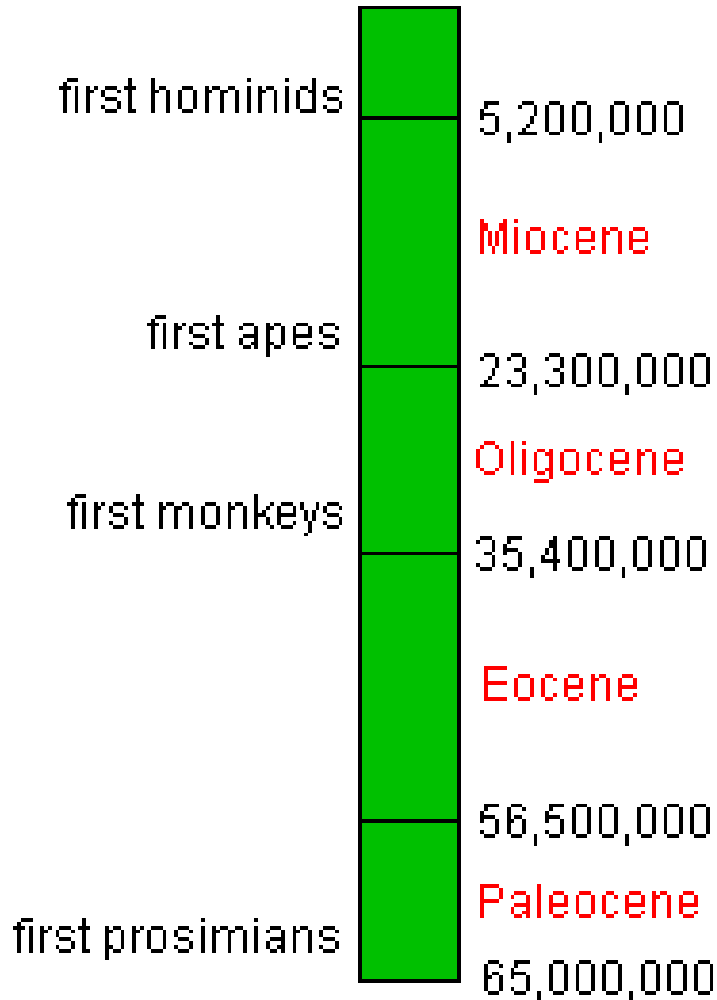 first hominids
5,200,000
Miocene
first apes
23,300,000
Oligocene
first monkeys
35,400,000
Eocene
56,500,000
Paleocene
first prosimians
65,000,000